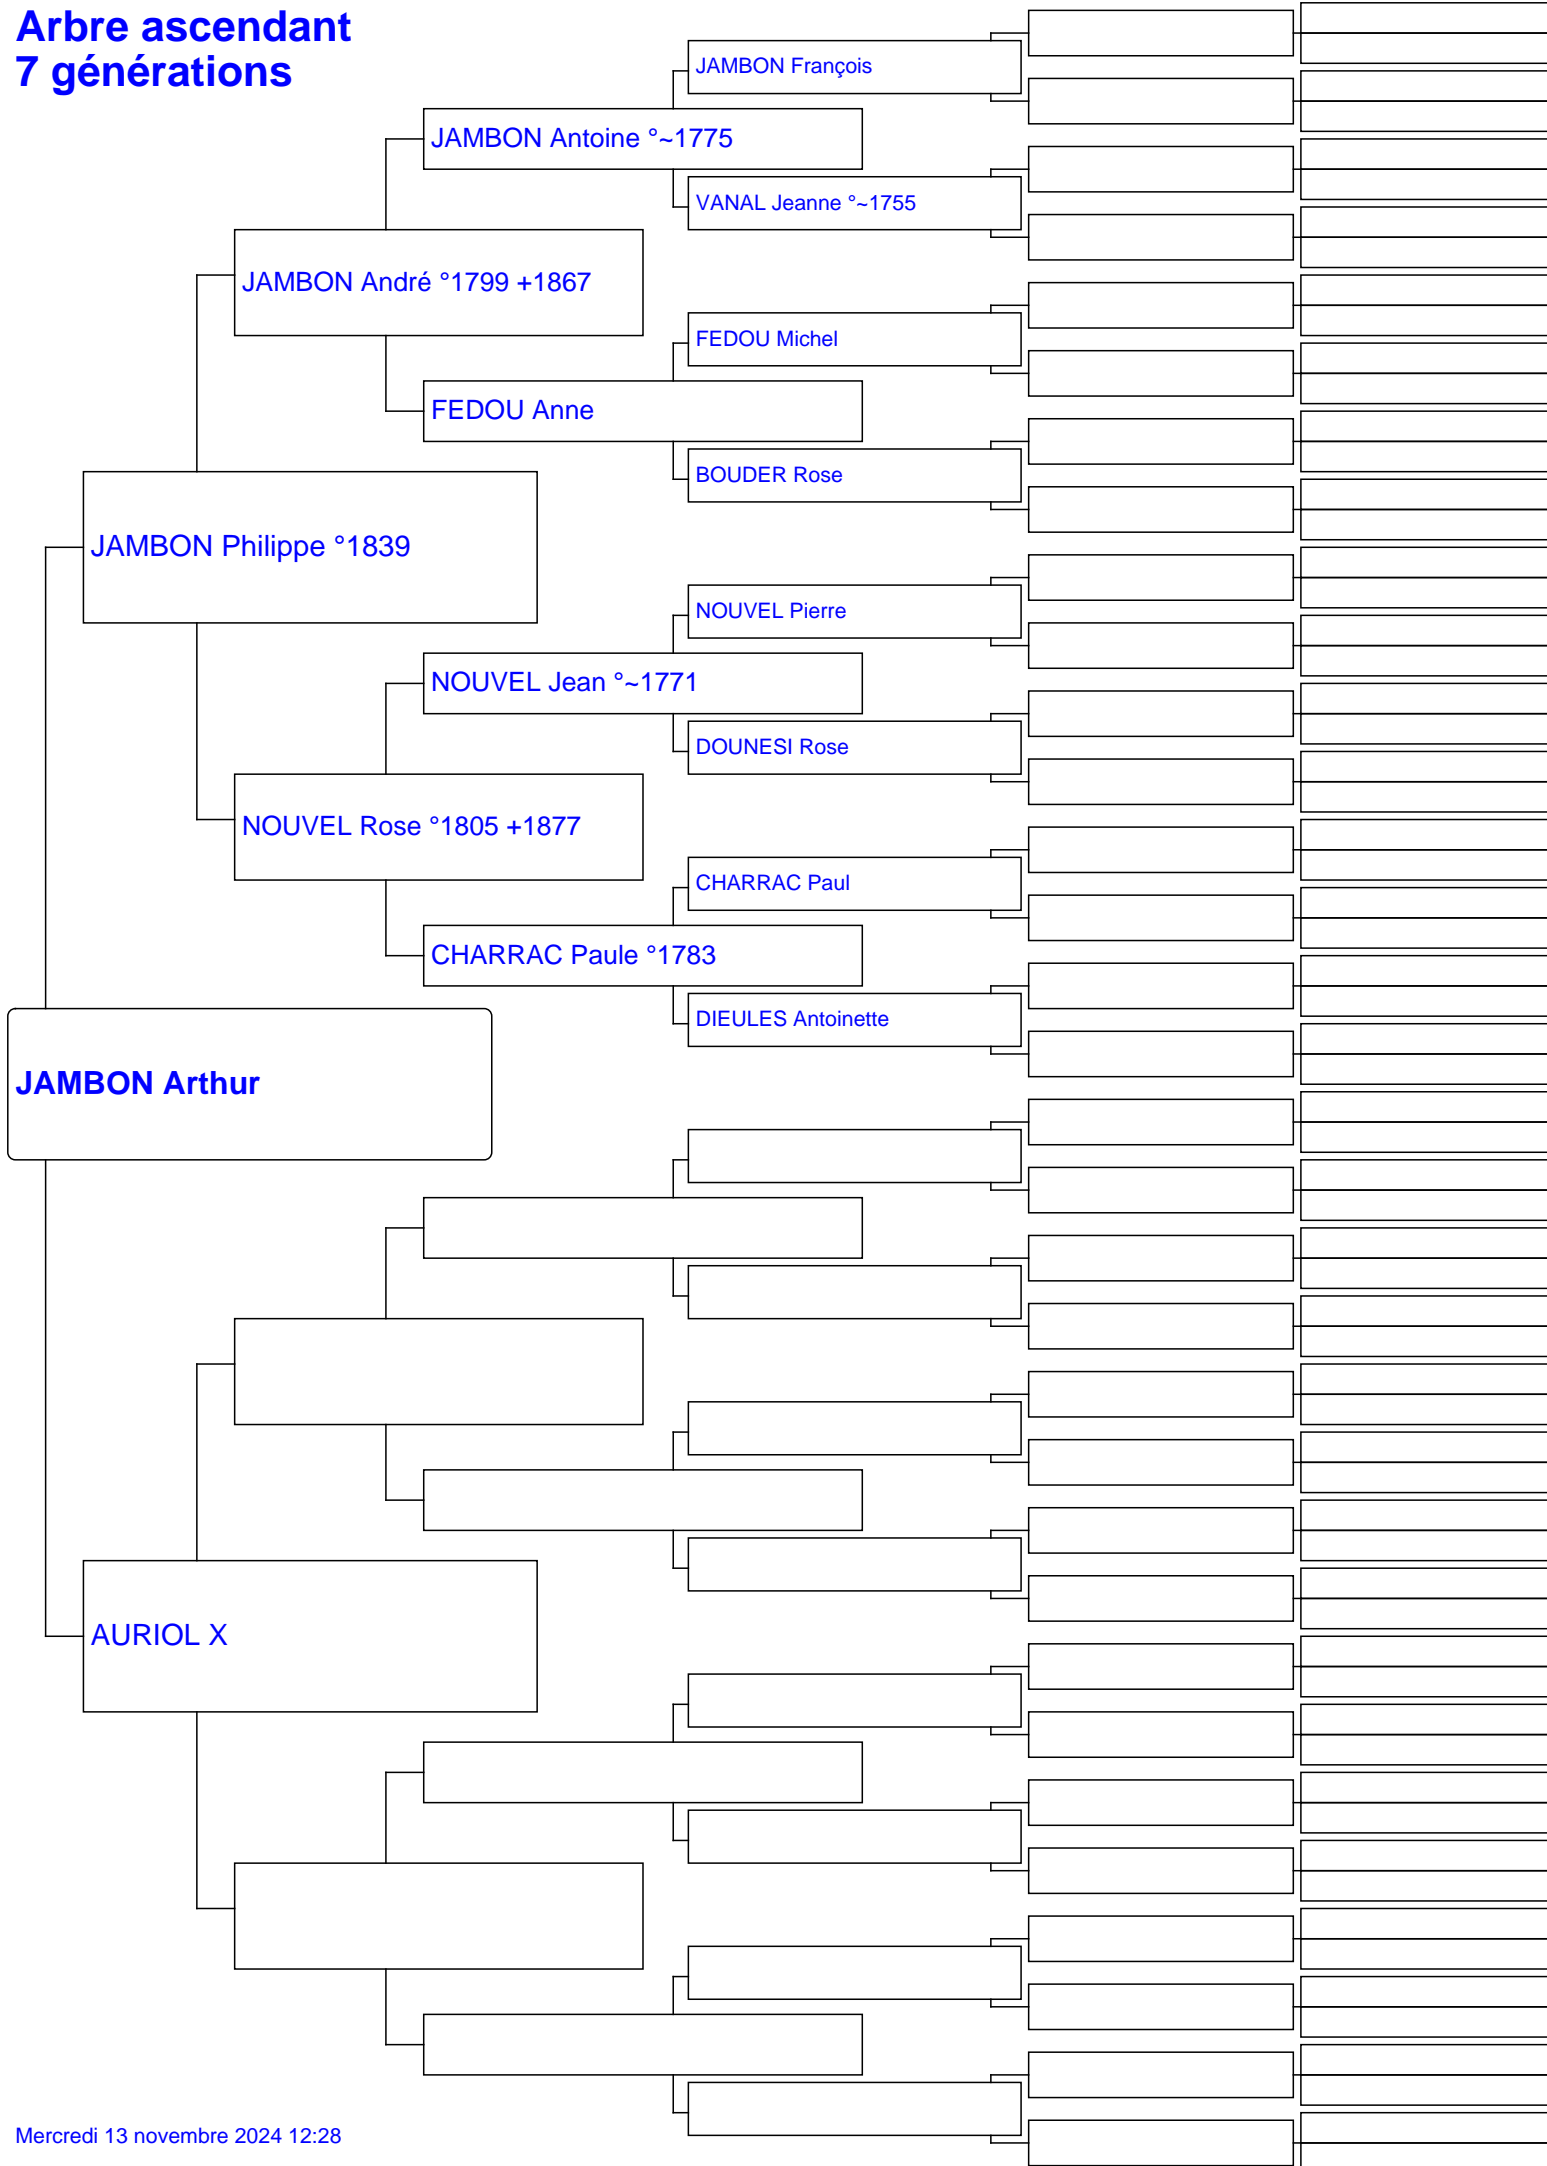 Arbre ascendant
7 générations
JAMBON François
JAMBON Antoine °~1775
VANAL Jeanne °~1755
JAMBON André °1799 +1867
FEDOU Michel
FEDOU Anne
BOUDER Rose
JAMBON Philippe °1839
NOUVEL Pierre
NOUVEL Jean °~1771
DOUNESI Rose
NOUVEL Rose °1805 +1877
CHARRAC Paul
CHARRAC Paule °1783
DIEULES Antoinette
JAMBON Arthur
AURIOL X
Mercredi 13 novembre 2024 12:28